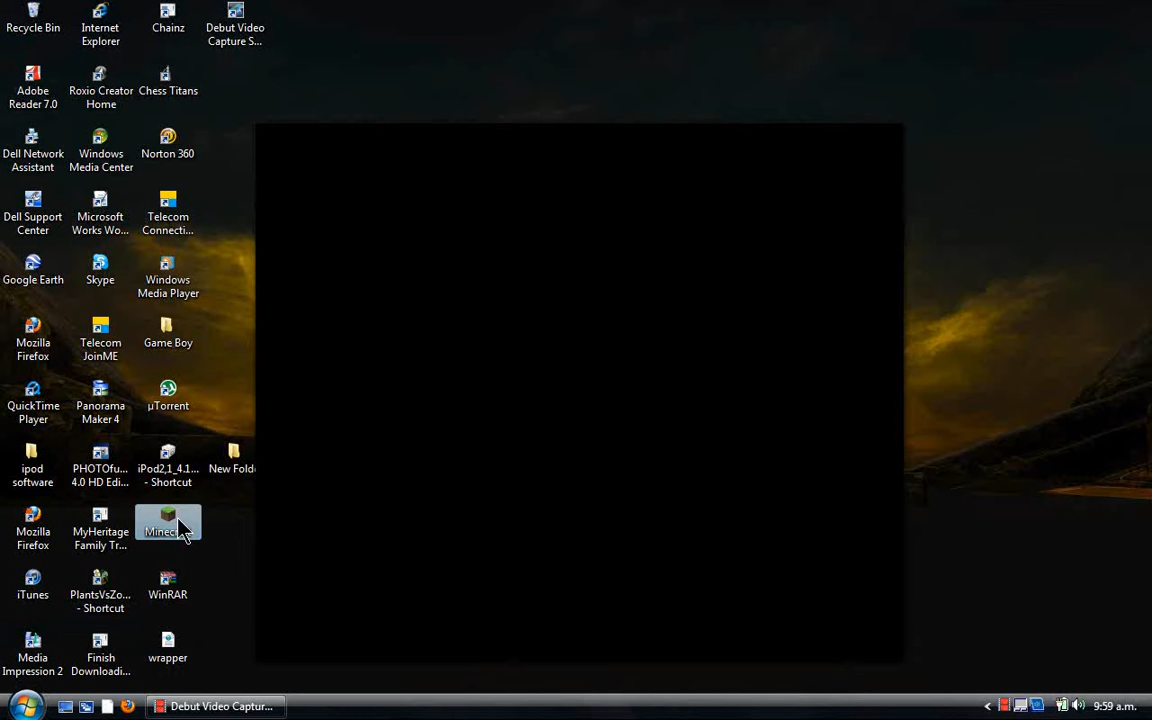 Recycle Bin
Internet
Explorer
Chainz
Debut Video
Capture S...
Adobe
Reader 7.0
Roxio Creator
Home
Chess Titans
Dell Network
Assistant
Windows
Media Center
Norton 360
Dell Support
Center
Microsoft
Works Wo...
Telecom
Connecti...
Google Earth
Skype
Windows
Media Player
Mozilla
Firefox
Telecom
JoinME
Game Boy
QuickTime
Player
Panorama
Maker 4
µTorrent
ipod
software
PHOTOfu...
4.0 HD Edi...
iPod2,1_4.1...
- Shortcut
New Fold
Mozilla
Firefox
MyHeritage
Family Tr...
Minec
iTunes
PlantsVsZo...
- Shortcut
WinRAR
Media
Impression 2
Finish
Downloadi...
wrapper
Debut Video Captur...
9:59 a.m.